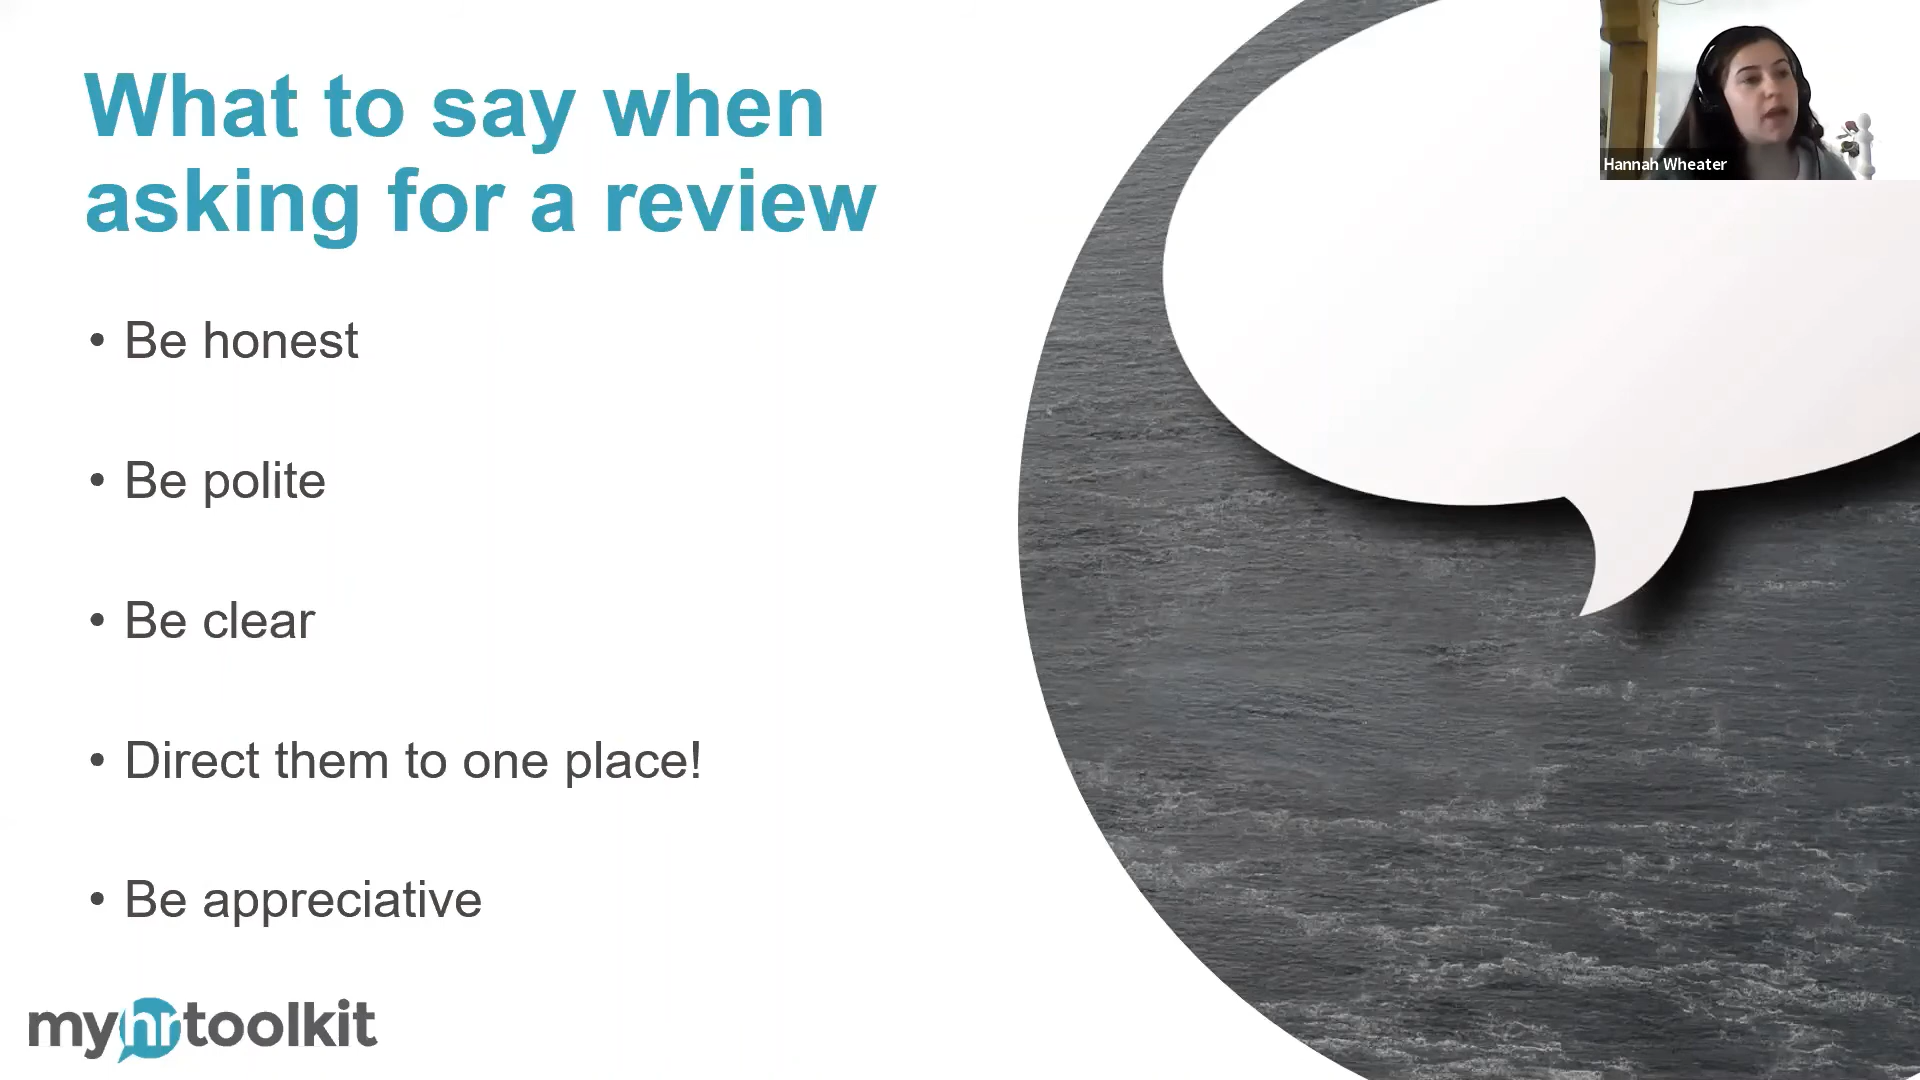 What to say when
asking for a review
Hannah Wheater
• Be honest
• Be polite
• Be clear
• Direct them to one place!
• Be appreciative
myhrtoolkit